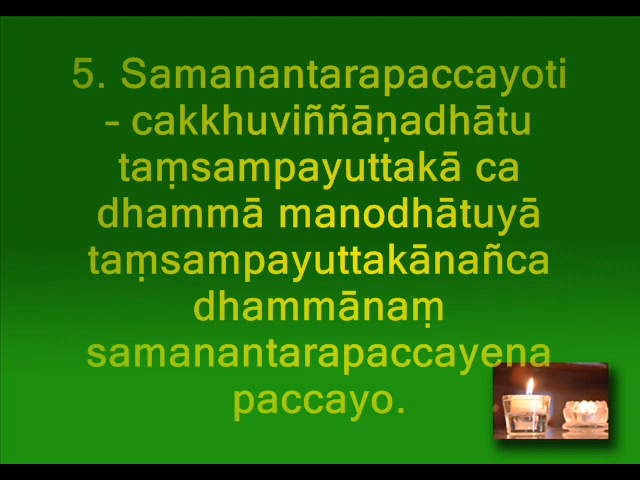 5. Samanantarapaccayoti
– cakkhuviññāṇadhātu
taṃsampayuttakā ca
dhammā manodhātuyā
taṃsampayuttakānañca
dhammānaṃ
samanantarapaccayena
paccayo.